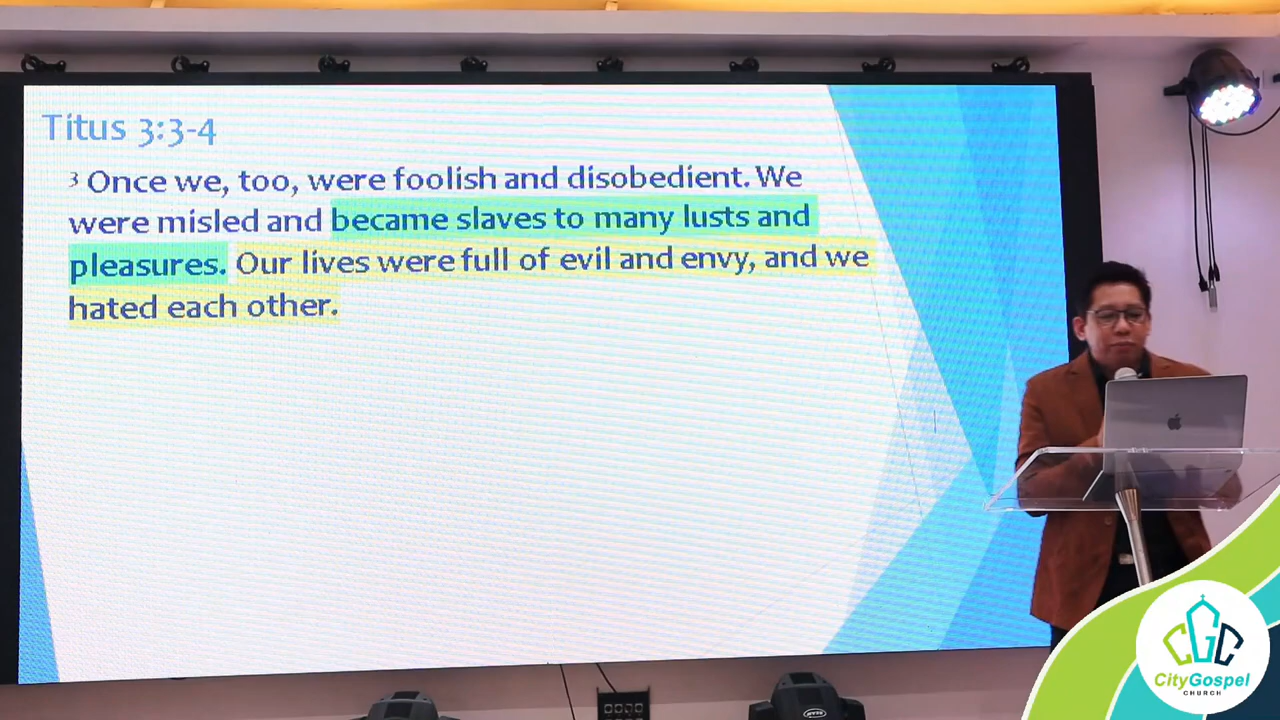 Titus 3:3-4
3 Once we, too, were foolish and disobedient. We
were misled and became slaves to many lusts and
pleasures. Our lives were full of evil and envy, and we
hated each other.
CGC
CityGospel
CHURCH